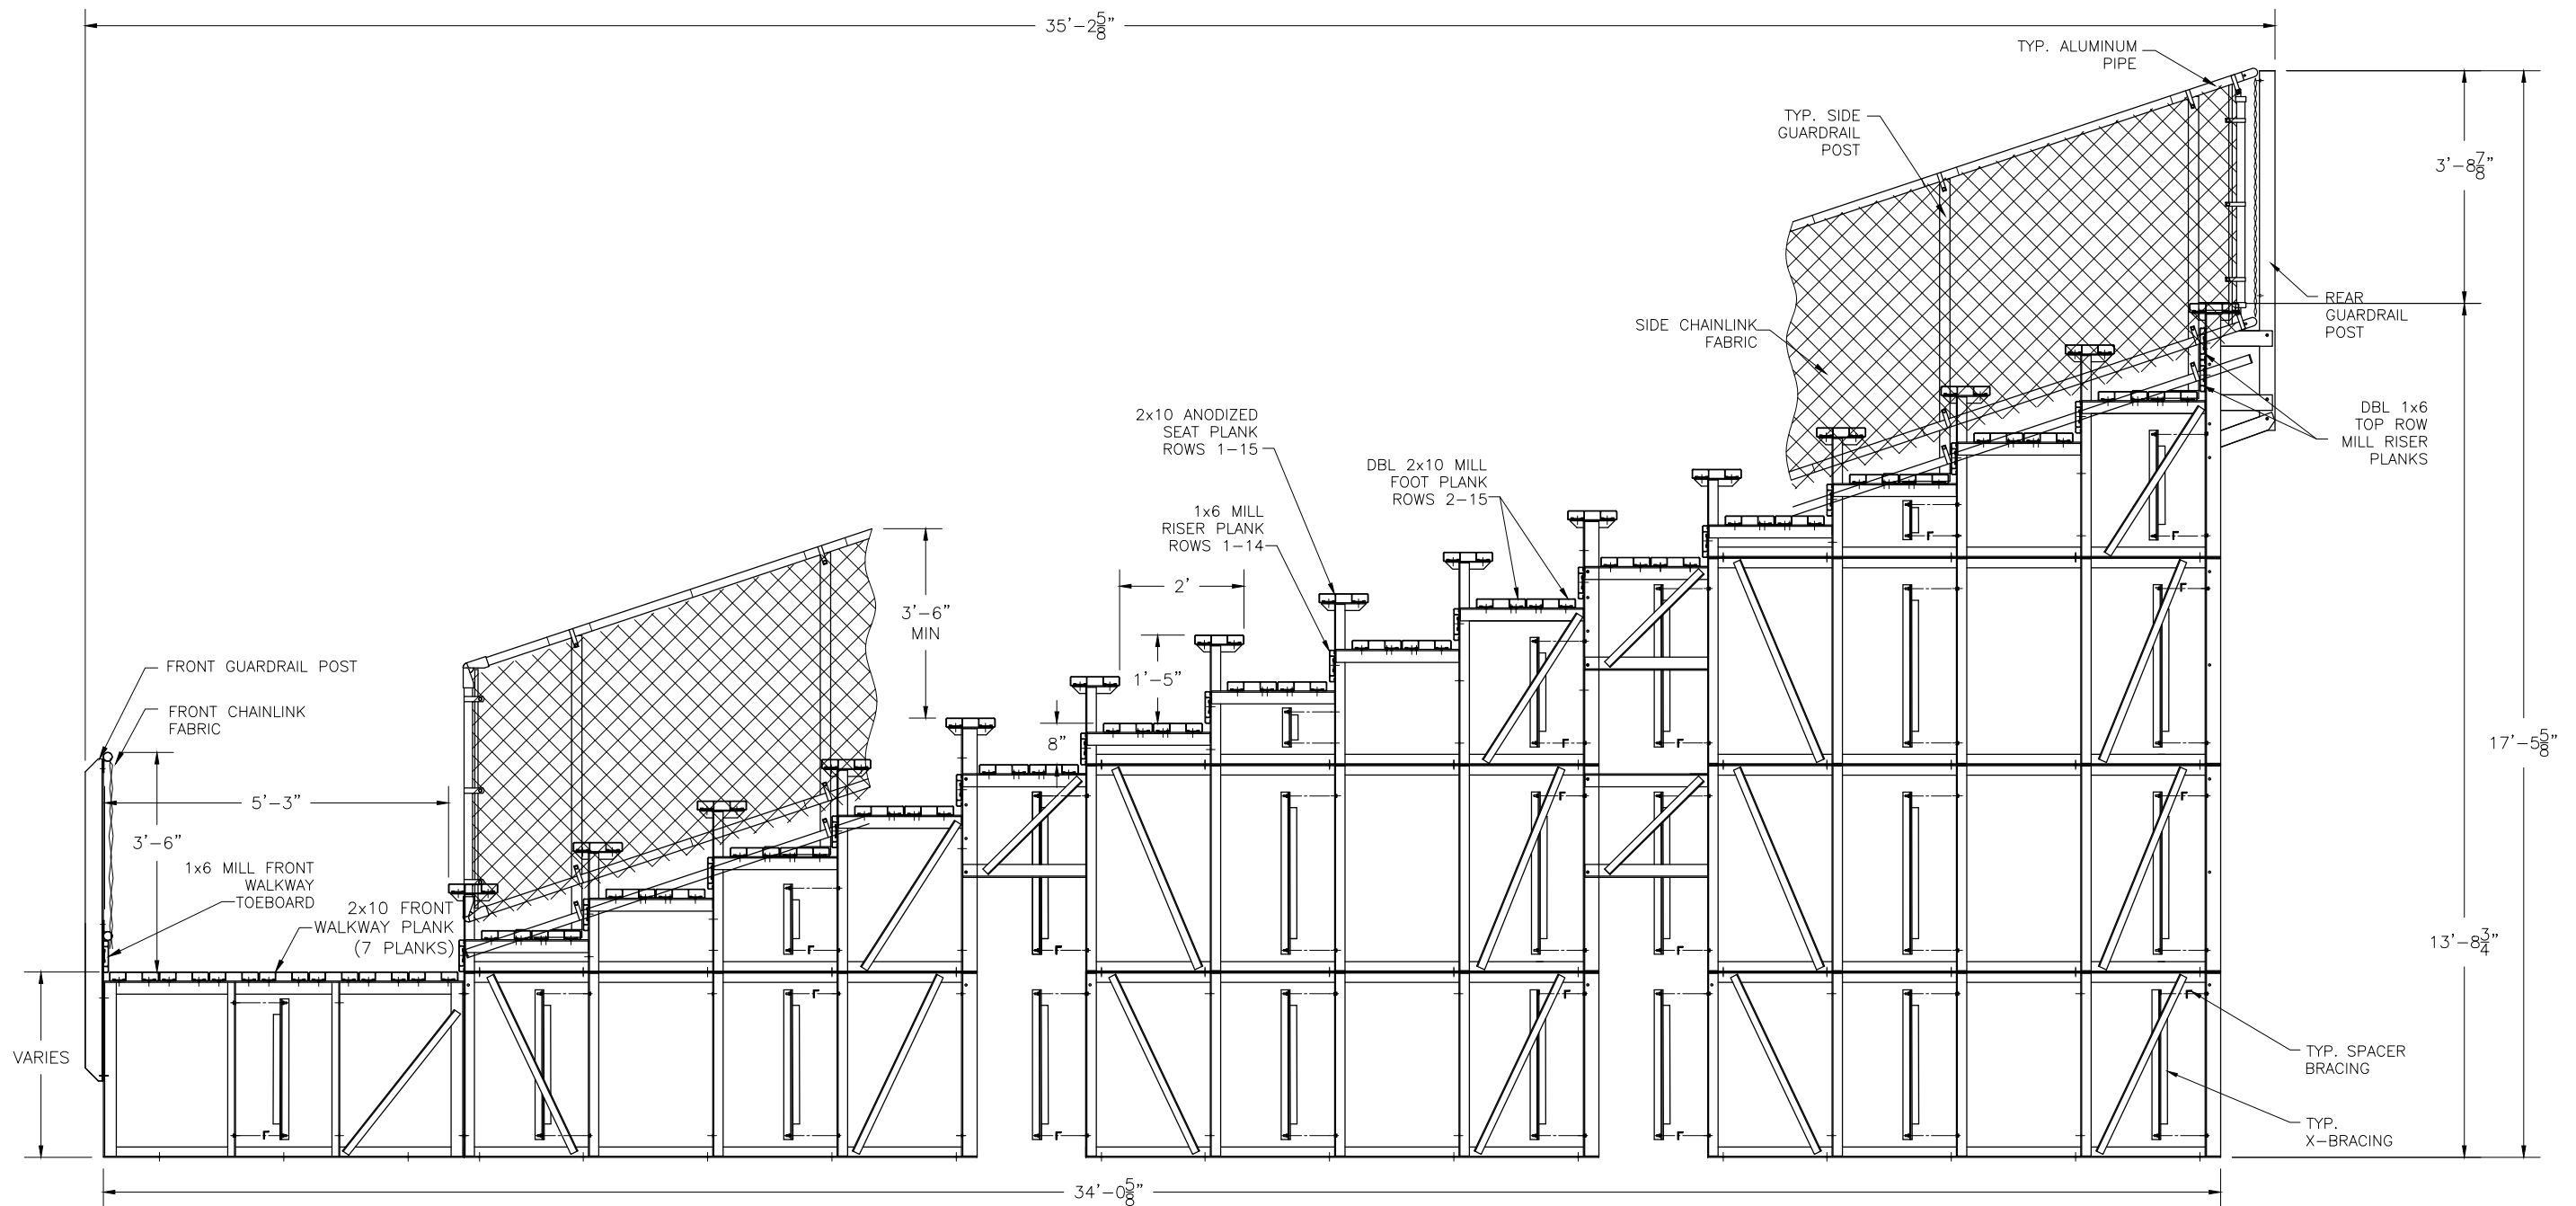 35'-2 5/8"
TYP. ALUMINUM
PIPE
TYP. SIDE
GUARDRAIL
POST
3'-8 7/8"
REAR
GUARDRAIL
POST
SIDE CHAINLINK
FABRIC
2x10 ANODIZED
SEAT PLANK
ROWS 1-15
DBL 2x10 MILL
FOOT PLANK
ROWS 2-15
1x6 MILL
RISER PLANK
ROWS 1-14
DBL 1x6
TOP ROW
MILL RISER
PLANKS
2'
3'-6"
MIN
1'-5"
8"
FRONT GUARDRAIL POST
FRONT CHAINLINK
FABRIC
5'-3"
3'-6"
1x6 MILL FRONT
WALKWAY
TOEBOARD
2x10 FRONT
WALKWAY PLANK
(7 PLANKS)
17'-5 5/8"
13'-8 3/4"
VARIES
TYP. SPACER
BRACING
TYP.
X-BRACING
34'-0 5/8"